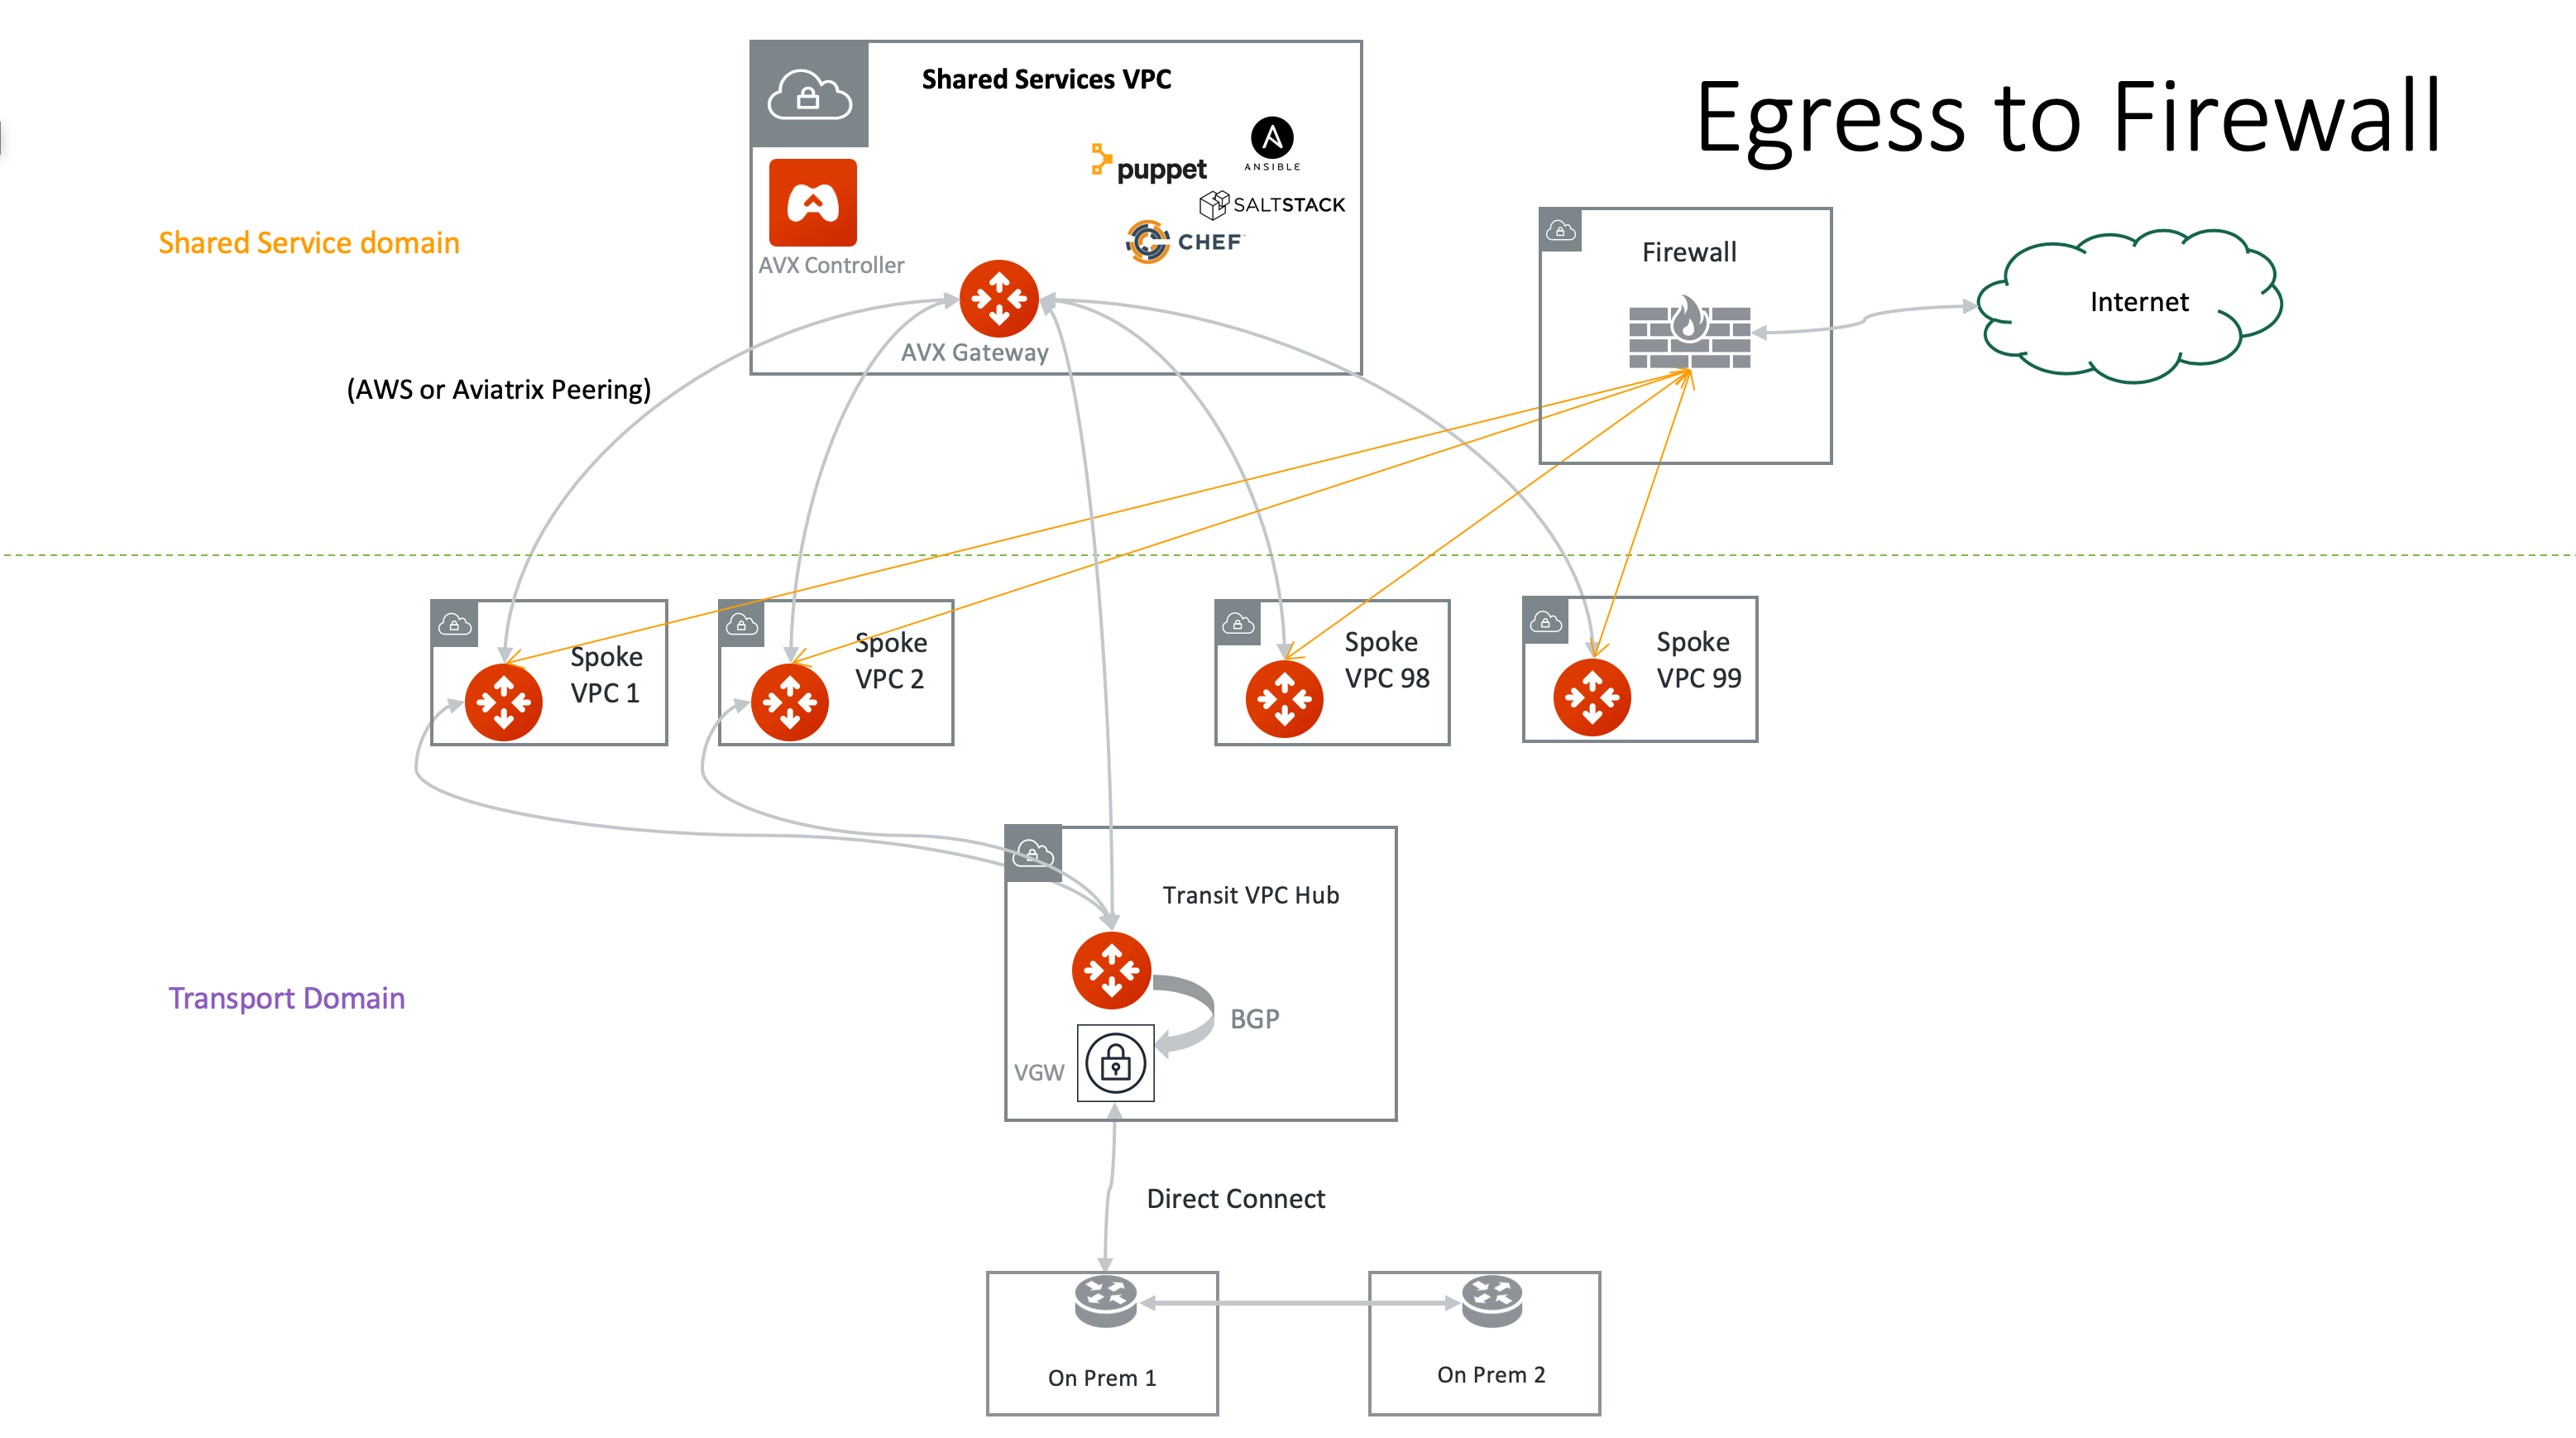 Egress to Firewall
Shared Services VPC
puppet
ANSIBLE
SALTSTACK
CHEF
AVX Controller
AVX Gateway
Shared Service domain
(AWS or Aviatrix Peering)
Firewall
Internet
Spoke
VPC 1
Spoke
VPC 2
Spoke
VPC 98
Spoke
VPC 99
Transit VPC Hub
Transport Domain
BGP
VGW
Direct Connect
On Prem 1
On Prem 2